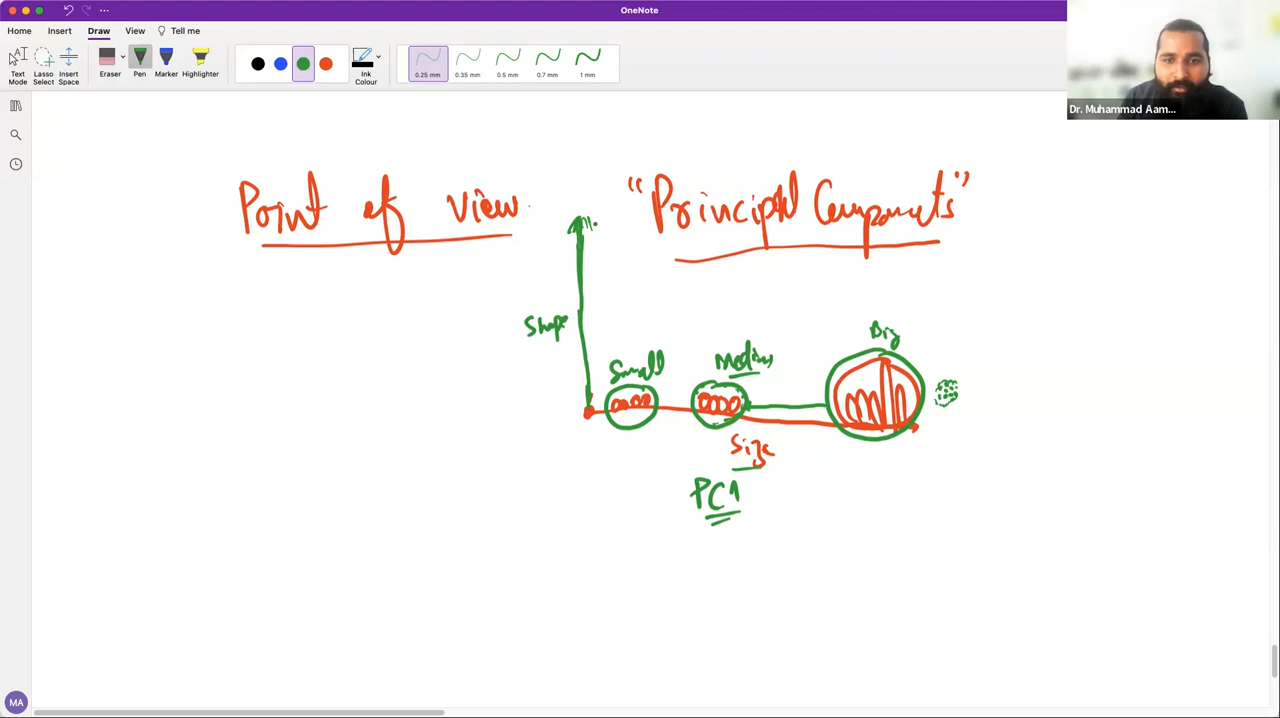 OneNote
Home Insert Draw View Tell me
Text Mode Lasso Select Insert Space Eraser Pen Marker Highlighter Ink Colour 0.25 mm 0.35 mm 0.5 mm 0.7 mm 1 mm
Dr. Muhammad Aam...
Point of view "Principal Components"
Shape
Small Medium Big
Size
PC1
MA